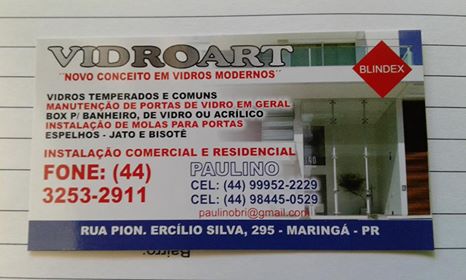 VIDROART
"NOVO CONCEITO EM VIDROS MODERNOS"
BLINDEX
VIDROS TEMPERADOS E COMUNS
MANUTENÇÃO DE PORTAS DE VIDRO EM GERAL
BOX P/ BANHEIRO, DE VIDRO OU ACRÍLICO
INSTALAÇÃO DE MOLAS PARA PORTAS
ESPELHOS - JATO E BISOTÊ
INSTALAÇÃO COMERCIAL E RESIDENCIAL
FONE: (44)
3253-2911
PAULINO
CEL: (44) 99952-2229
CEL: (44) 98445-0529
paulinobri@gmail.com
RUA PION. ERCÍLIO SILVA, 295 - MARINGÁ - PR
Bairro: